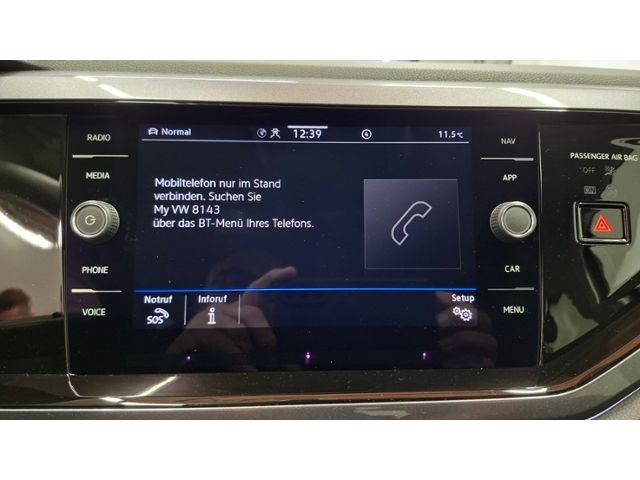 RADIO
MEDIA
PHONE
VOICE
Normal
12:39
11.5°C
Mobiltelefon nur im Stand
verbinden. Suchen Sie
My VW 8143
über das BT-Menü Ihres Telefons.
Notruf
SOS
Inforuf
Setup
NAV
APP
CAR
MENU
PASSENGER AIR BAG
OFF
ON